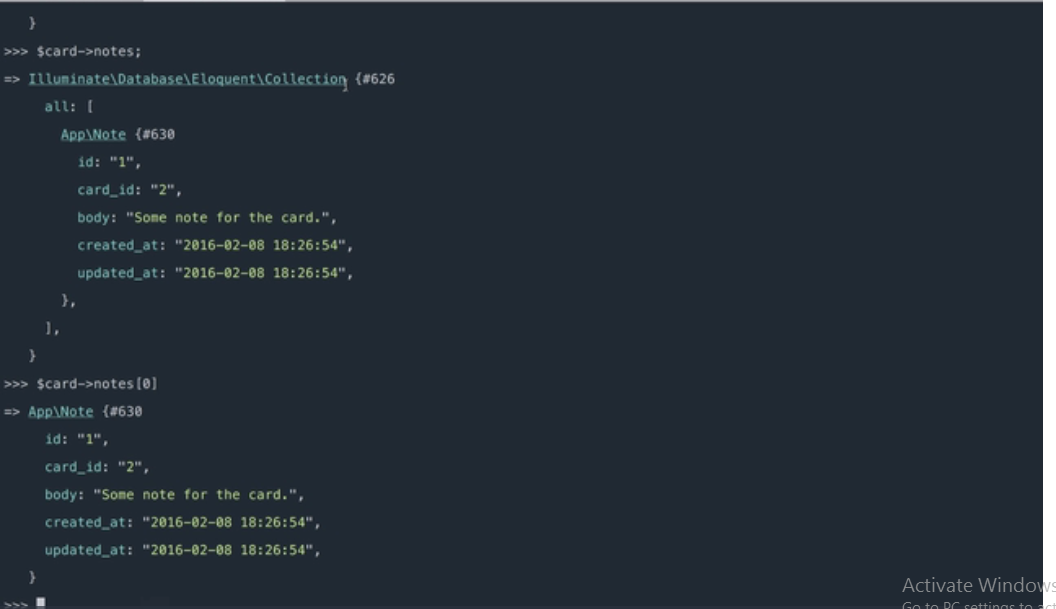 }
>>> $card->notes;
=> Illuminate\Database\Eloquent\Collection {#626
all: [
App\Note {#630
id: "1",
card_id: "2",
body: "Some note for the card.",
created_at: "2016-02-08 18:26:54",
updated_at: "2016-02-08 18:26:54",
},
],
}
>>> $card->notes[0]
=> App\Note {#630
id: "1",
card_id: "2",
body: "Some note for the card.",
created_at: "2016-02-08 18:26:54",
updated_at: "2016-02-08 18:26:54",
}
>>>
Activate Windows
Go to PC settings to